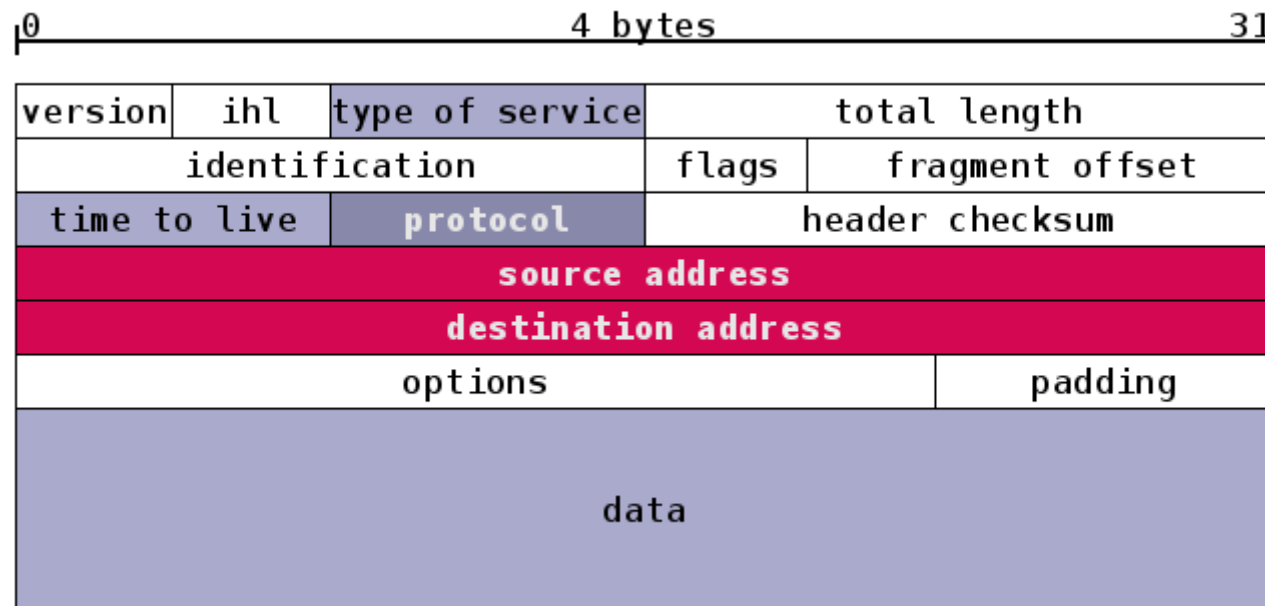 0 4 bytes 31
version ihl type of service total length
identification flags fragment offset
time to live protocol header checksum
source address
destination address
options padding
data